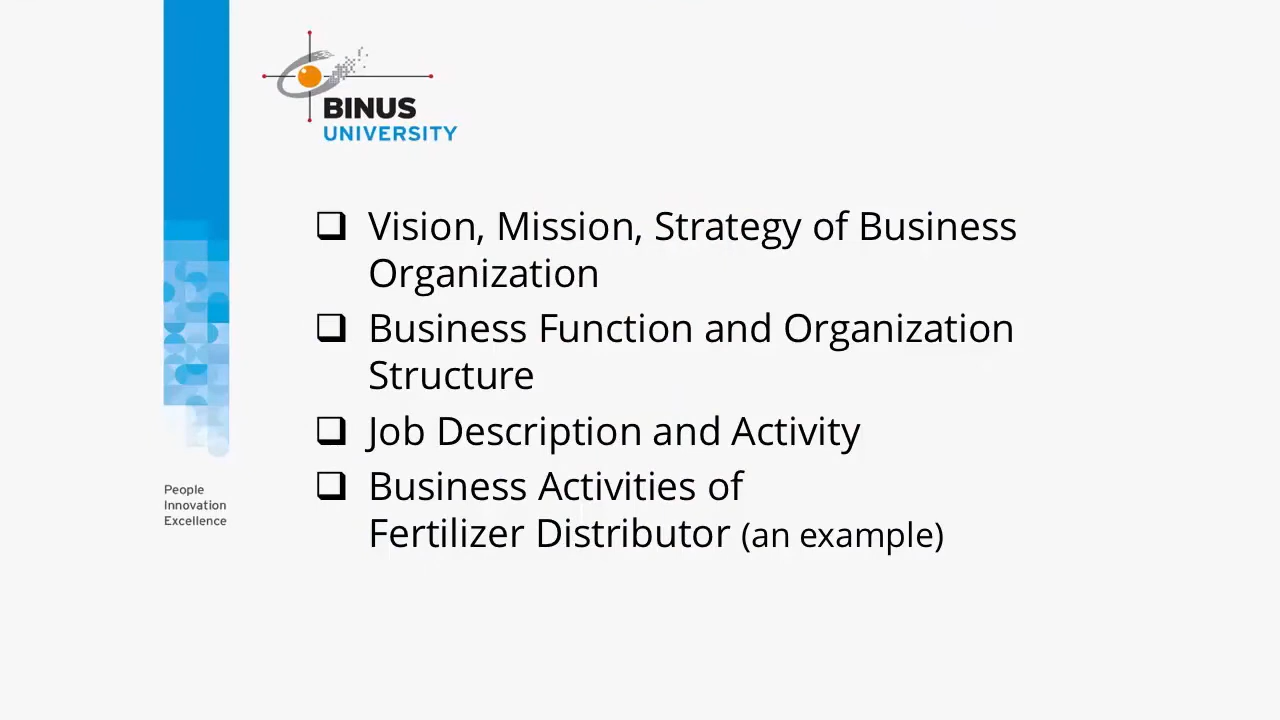 BINUS
UNIVERSITY
❑ Vision, Mission, Strategy of Business
Organization
❑ Business Function and Organization
Structure
❑ Job Description and Activity
❑ Business Activities of
Fertilizer Distributor (an example)
People
Innovation
Excellence